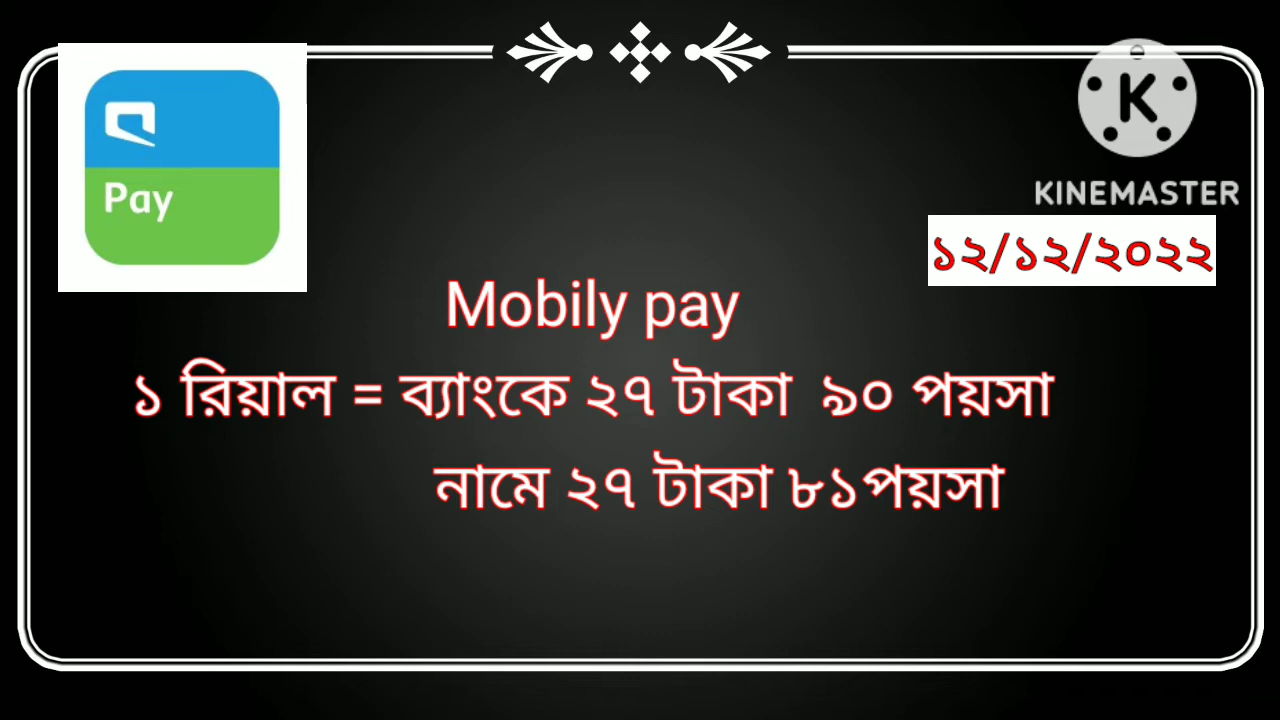 Pay
KINEMASTER
১২/১২/২০২২
Mobily pay
১ রিয়াল = ব্যাংকে ২৭ টাকা ৯০ পয়সা
নামে ২৭ টাকা ৮১পয়সা